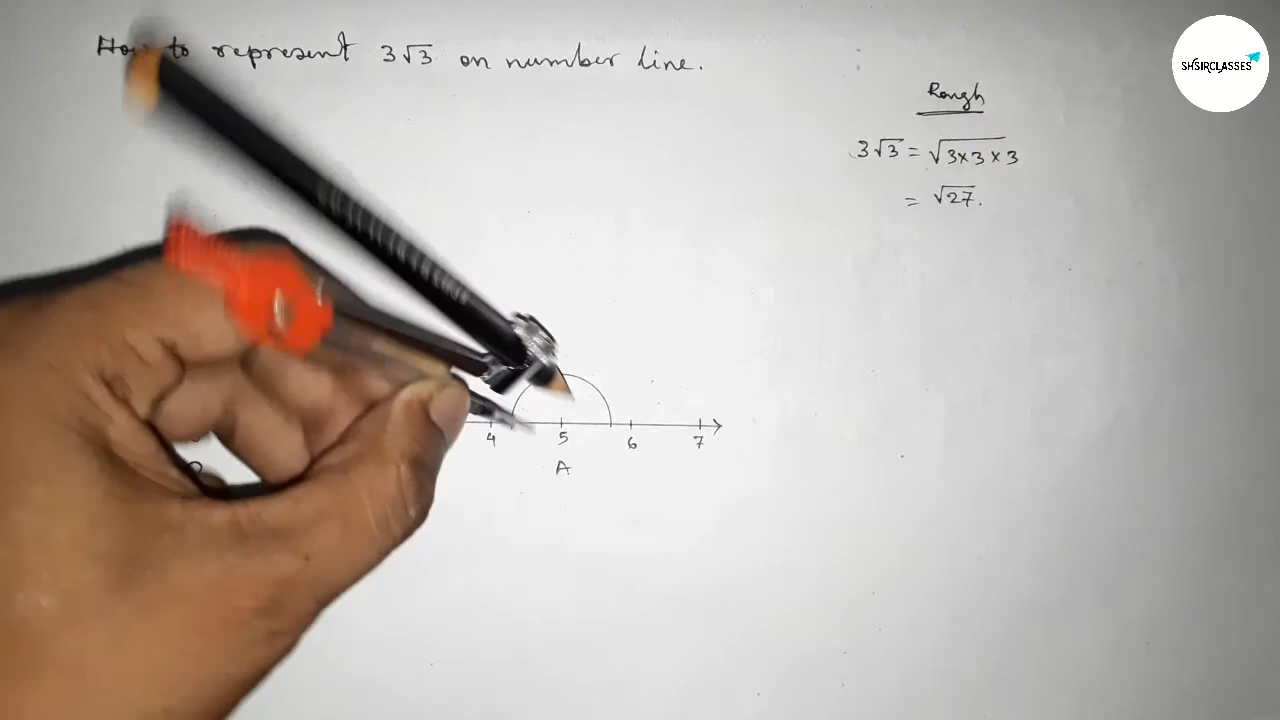 How to represent 3√3 on number line.
SHSIRCLASSES
Rough
3√3 = √3×3×3
= √27.
4 5 6 7
A